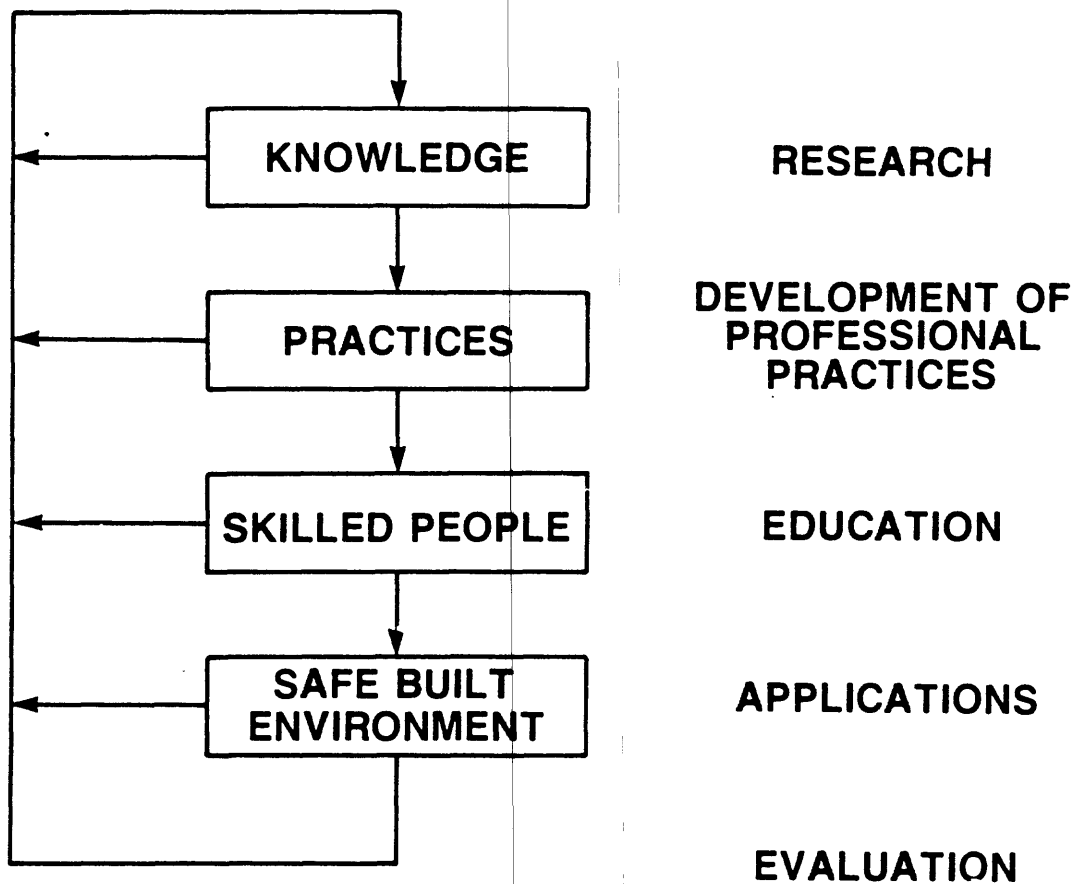 KNOWLEDGE
RESEARCH
PRACTICES
DEVELOPMENT OF
PROFESSIONAL
PRACTICES
SKILLED PEOPLE
EDUCATION
SAFE BUILT
ENVIRONMENT
APPLICATIONS
EVALUATION